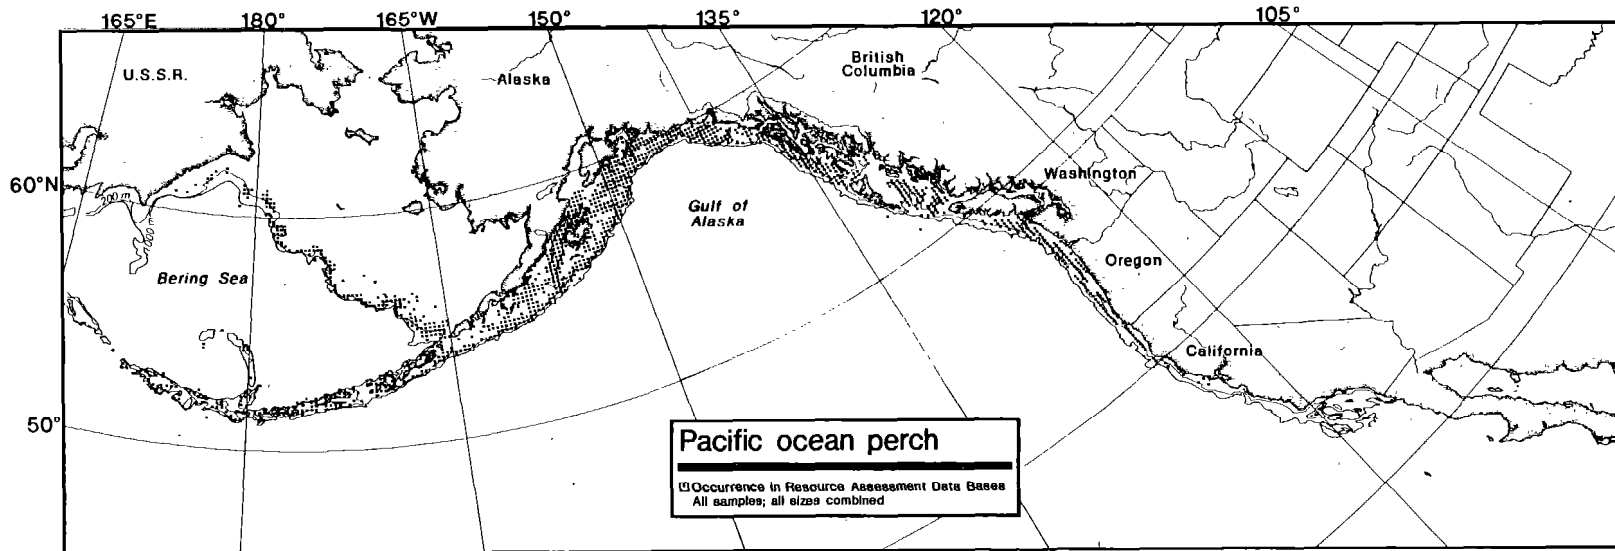 165°E 180° 165°W 150° 135° 120° 105°
British
Columbia
U.S.S.R.
Alaska
Washington
60°N
200 m
Gulf of
Alaska
Oregon
Bering Sea
California
50°
Pacific ocean perch
Occurrence in Resource Assessment Data Bases
All samples; all sizes combined